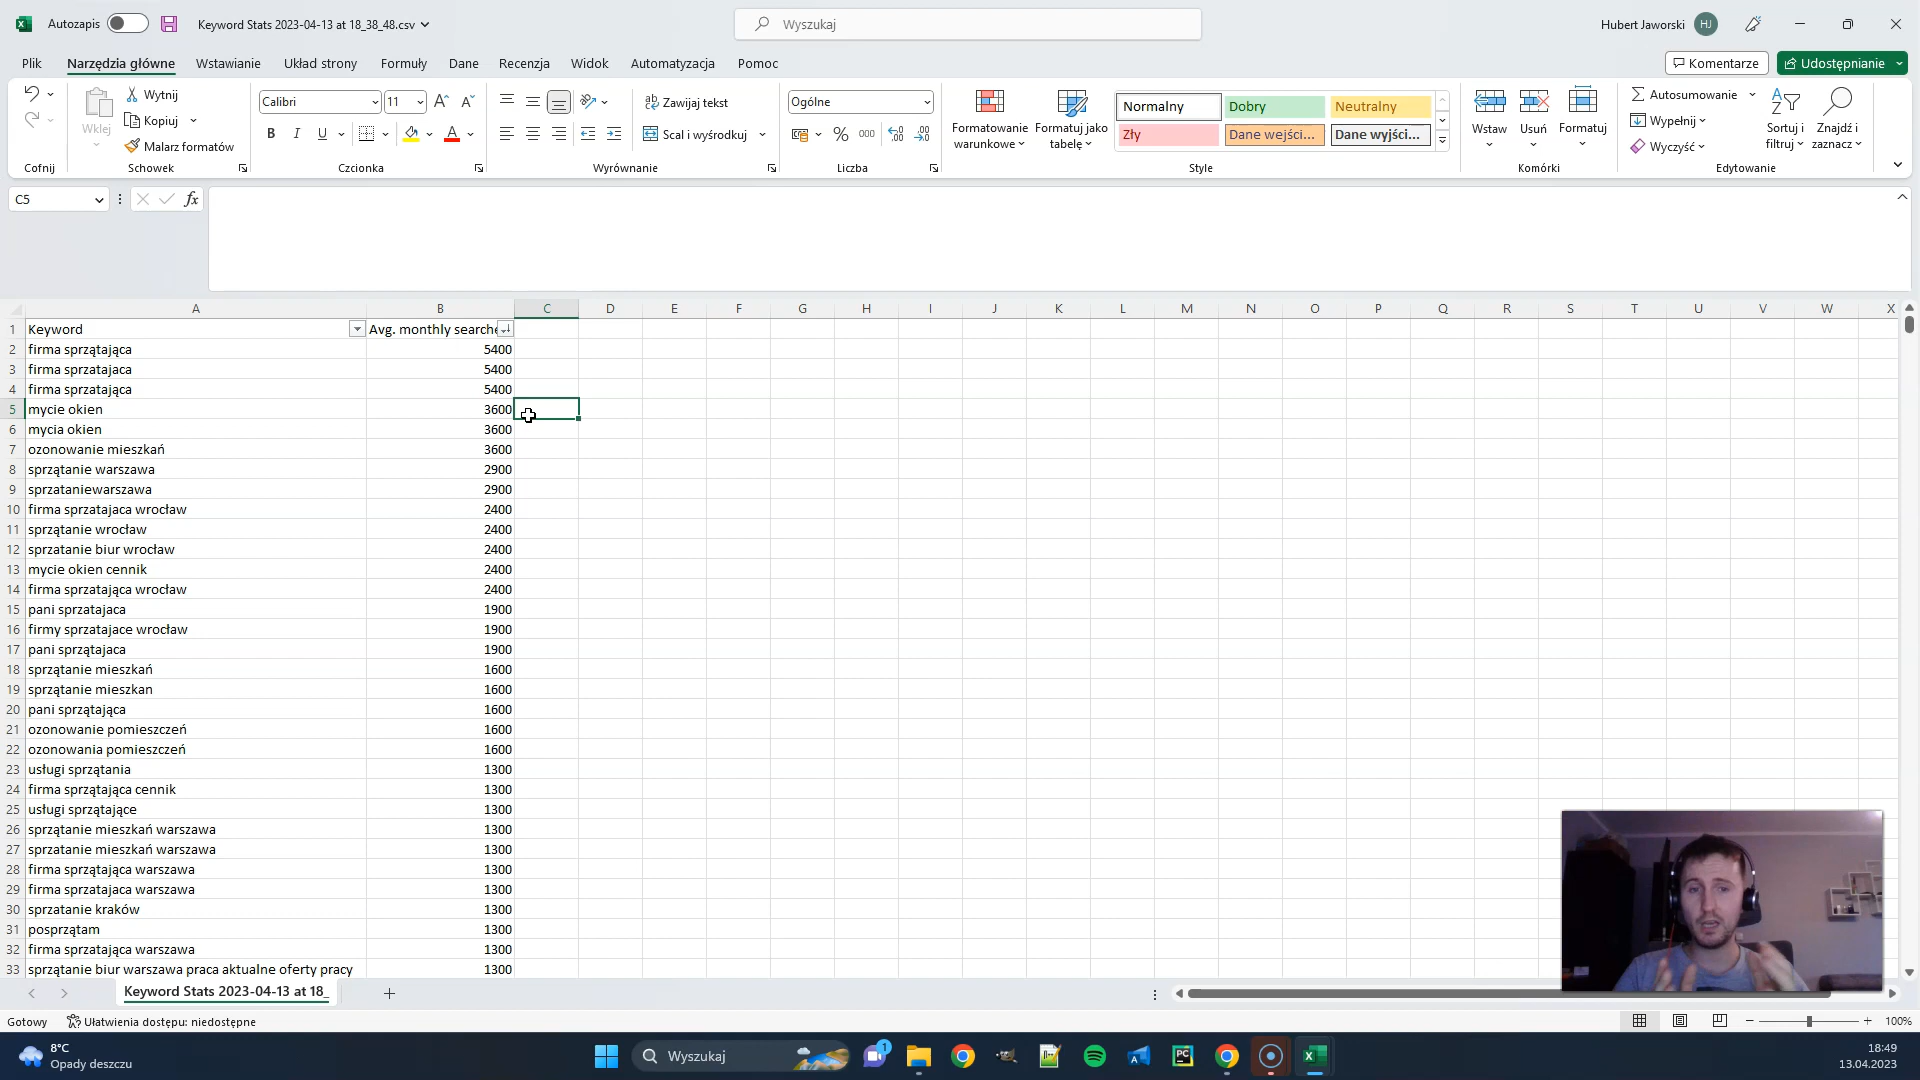 Autozapis
Keyword Stats 2023-04-13 at 18_38_48.csv
Wyszukaj
Hubert Jaworski
HJ
Plik
Narzędzia główne
Wstawianie
Układ strony
Formuły
Dane
Recenzja
Widok
Automatyzacja
Pomoc
Komentarze
Udostępnianie
Cofnij
Wklej
Wytnij
Kopiuj
Malarz formatów
Schowek
Calibri
11
Czcionka
Zawijaj tekst
Scal i wyśrodkuj
Wyrównanie
Ogólne
Liczba
Formatowanie warunkowe
Formatuj jako tabelę
Normalny
Dobry
Neutralny
Zły
Dane wejści...
Dane wyjści...
Style
Wstaw
Usuń
Formatuj
Komórki
Autosumowanie
Wypełnij
Wyczyść
Sortuj i filtruj
Znajdź i zaznacz
Edytowanie
C5
fx
A B C D E F G H I J K L M N O P Q R S T U V W X
1 Keyword Avg. monthly searche
2 firma sprzątająca 5400
3 firma sprzatajaca 5400
4 firma sprzatająca 5400
5 mycie okien 3600
6 mycia okien 3600
7 ozonowanie mieszkań 3600
8 sprzątanie warszawa 2900
9 sprzataniewarszawa 2900
10 firma sprzatajaca wrocław 2400
11 sprzątanie wrocław 2400
12 sprzatanie biur wrocław 2400
13 mycie okien cennik 2400
14 firma sprzatająca wrocław 2400
15 pani sprzatajaca 1900
16 firmy sprzatajace wrocław 1900
17 pani sprzątajaca 1900
18 sprzątanie mieszkań 1600
19 sprzątanie mieszkan 1600
20 pani sprzątająca 1600
21 ozonowanie pomieszczeń 1600
22 ozonowania pomieszczeń 1600
23 usługi sprzątania 1300
24 firma sprzątająca cennik 1300
25 usługi sprzątające 1300
26 sprzątanie mieszkań warszawa 1300
27 sprzatanie mieszkań warszawa 1300
28 firma sprzątająca warszawa 1300
29 firma sprzatajaca warszawa 1300
30 sprzatanie kraków 1300
31 posprzątam 1300
32 firma sprzatająca warszawa 1300
33 sprzątanie biur warszawa praca aktualne oferty pracy 1300
Keyword Stats 2023-04-13 at 18_
Gotowy
Ułatwienia dostępu: niedostępne
100%
8°C
Opady deszczu
Wyszukaj
1
18:49
13.04.2023